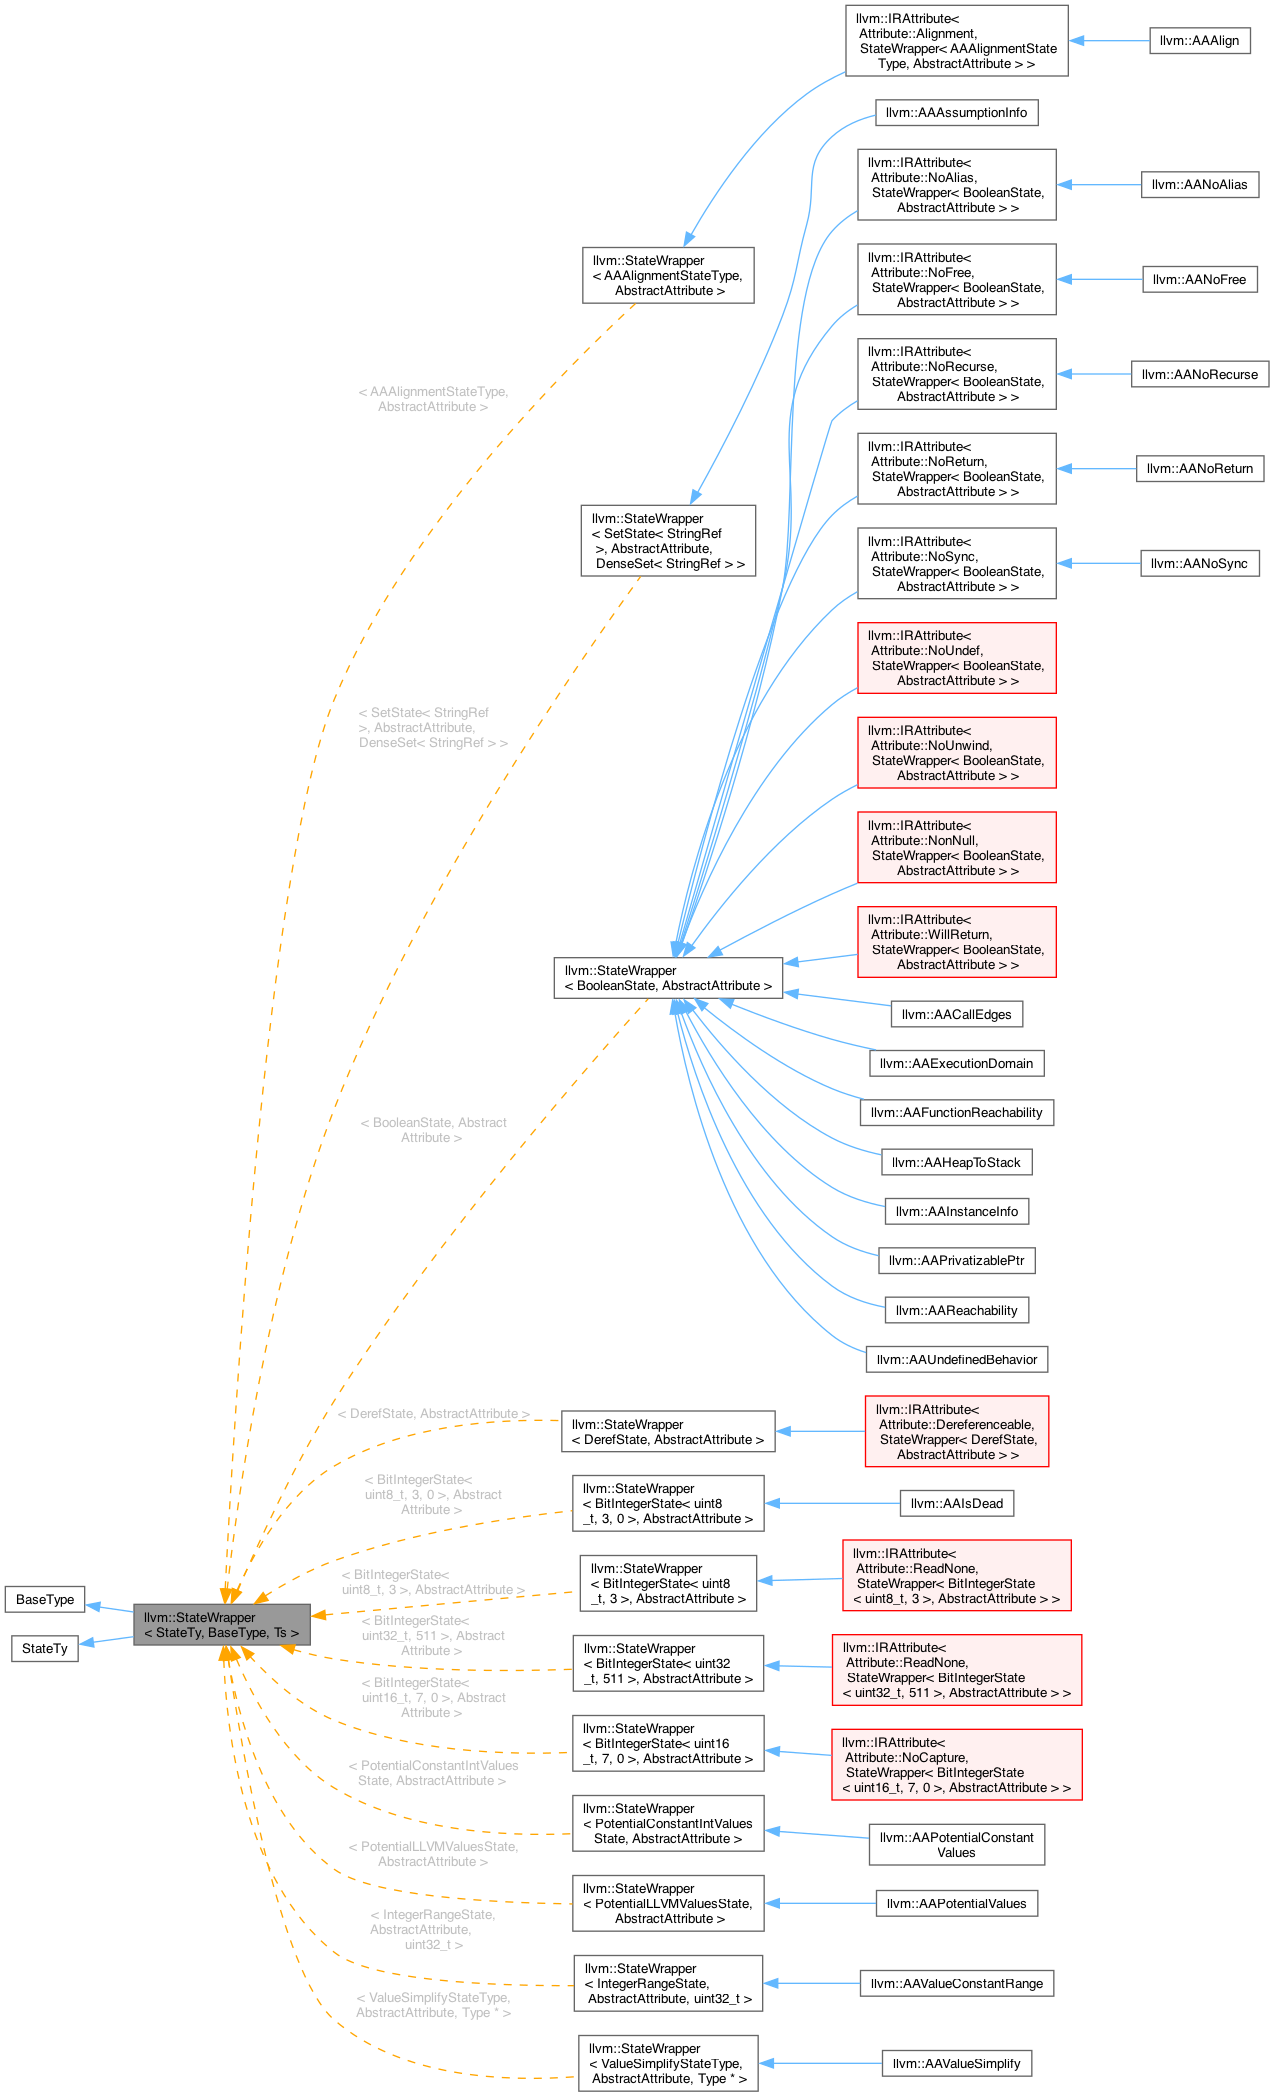 llvm::IRAttribute<
Attribute::Alignment,
StateWrapper< AAAlignmentState
Type, AbstractAttribute > >
llvm::AAAlign
llvm::AAAssumptionInfo
llvm::IRAttribute<
Attribute::NoAlias,
StateWrapper< BooleanState,
AbstractAttribute > >
llvm::AANoAlias
llvm::StateWrapper
< AAAlignmentStateType,
AbstractAttribute >
llvm::IRAttribute<
Attribute::NoFree,
StateWrapper< BooleanState,
AbstractAttribute > >
llvm::AANoFree
llvm::IRAttribute<
Attribute::NoRecurse,
StateWrapper< BooleanState,
AbstractAttribute > >
llvm::AANoRecurse
< AAAlignmentStateType,
AbstractAttribute >
llvm::IRAttribute<
Attribute::NoReturn,
StateWrapper< BooleanState,
AbstractAttribute > >
llvm::AANoReturn
llvm::StateWrapper
< SetState< StringRef
>, AbstractAttribute,
DenseSet< StringRef > >
llvm::IRAttribute<
Attribute::NoSync,
StateWrapper< BooleanState,
AbstractAttribute > >
llvm::AANoSync
llvm::IRAttribute<
Attribute::NoUndef,
StateWrapper< BooleanState,
AbstractAttribute > >
< SetState< StringRef
>, AbstractAttribute,
DenseSet< StringRef > >
llvm::IRAttribute<
Attribute::NoUnwind,
StateWrapper< BooleanState,
AbstractAttribute > >
llvm::IRAttribute<
Attribute::NonNull,
StateWrapper< BooleanState,
AbstractAttribute > >
llvm::IRAttribute<
Attribute::WillReturn,
StateWrapper< BooleanState,
AbstractAttribute > >
llvm::StateWrapper
< BooleanState, AbstractAttribute >
llvm::AACallEdges
llvm::AAExecutionDomain
llvm::AAFunctionReachability
< BooleanState, Abstract
Attribute >
llvm::AAHeapToStack
llvm::AAInstanceInfo
llvm::AAPrivatizablePtr
llvm::AAReachability
llvm::AAUndefinedBehavior
< DerefState, AbstractAttribute >
llvm::StateWrapper
< DerefState, AbstractAttribute >
llvm::IRAttribute<
Attribute::Dereferenceable,
StateWrapper< DerefState,
AbstractAttribute > >
< BitIntegerState<
uint8_t, 3, 0 >, Abstract
Attribute >
llvm::StateWrapper
< BitIntegerState< uint8
_t, 3, 0 >, AbstractAttribute >
llvm::AAIsDead
< BitIntegerState<
uint8_t, 3 >, AbstractAttribute >
llvm::StateWrapper
< BitIntegerState< uint8
_t, 3 >, AbstractAttribute >
llvm::IRAttribute<
Attribute::ReadNone,
StateWrapper< BitIntegerState
< uint8_t, 3 >, AbstractAttribute > >
BaseType
StateTy
llvm::StateWrapper
< StateTy, BaseType, Ts >
< BitIntegerState<
uint32_t, 511 >, Abstract
Attribute >
llvm::StateWrapper
< BitIntegerState< uint32
_t, 511 >, AbstractAttribute >
llvm::IRAttribute<
Attribute::ReadNone,
StateWrapper< BitIntegerState
< uint32_t, 511 >, AbstractAttribute > >
< BitIntegerState<
uint16_t, 7, 0 >, Abstract
Attribute >
llvm::StateWrapper
< BitIntegerState< uint16
_t, 7, 0 >, AbstractAttribute >
llvm::IRAttribute<
Attribute::NoCapture,
StateWrapper< BitIntegerState
< uint16_t, 7, 0 >, AbstractAttribute > >
< PotentialConstantIntValues
State, AbstractAttribute >
llvm::StateWrapper
< PotentialConstantIntValues
State, AbstractAttribute >
llvm::AAPotentialConstant
Values
< PotentialLLVMValuesState,
AbstractAttribute >
llvm::StateWrapper
< PotentialLLVMValuesState,
AbstractAttribute >
llvm::AAPotentialValues
< IntegerRangeState,
AbstractAttribute,
uint32_t >
llvm::StateWrapper
< IntegerRangeState,
AbstractAttribute, uint32_t >
llvm::AAValueConstantRange
< ValueSimplifyStateType,
AbstractAttribute, Type * >
llvm::StateWrapper
< ValueSimplifyStateType,
AbstractAttribute, Type * >
llvm::AAValueSimplify